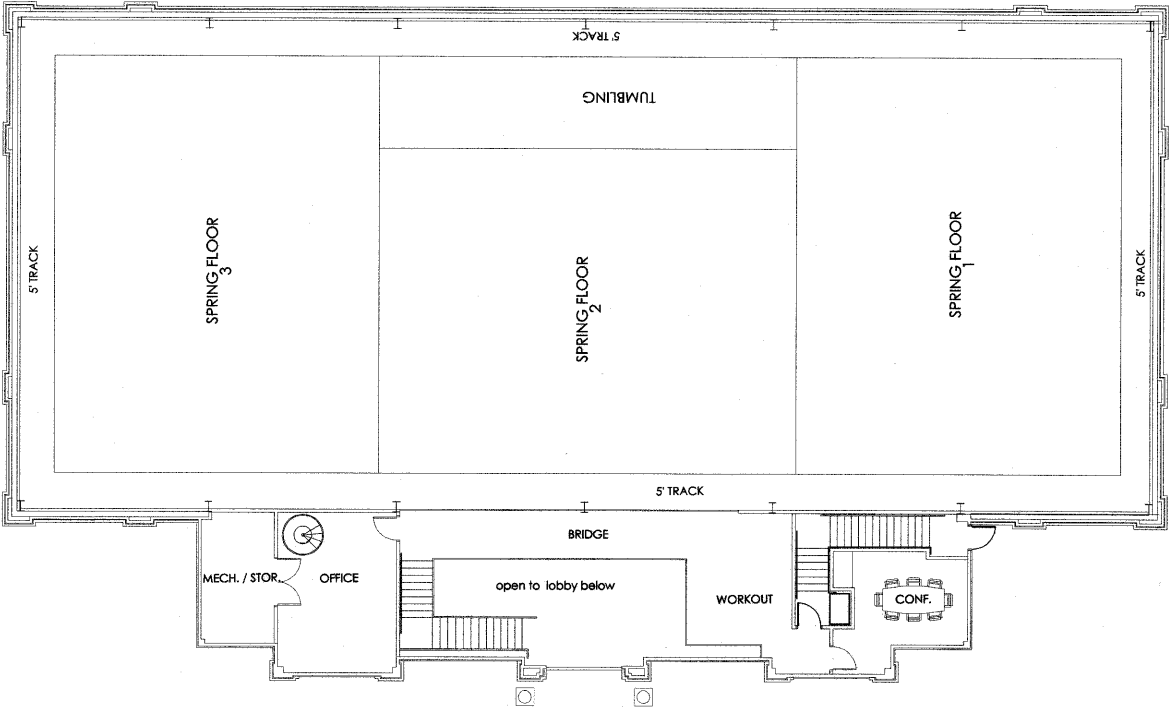 5' TRACK
TUMBLING
SPRING FLOOR
3
SPRING FLOOR
2
SPRING FLOOR
1
5' TRACK
5' TRACK
5' TRACK
BRIDGE
MECH. / STOR.
OFFICE
open to lobby below
WORKOUT
CONF.